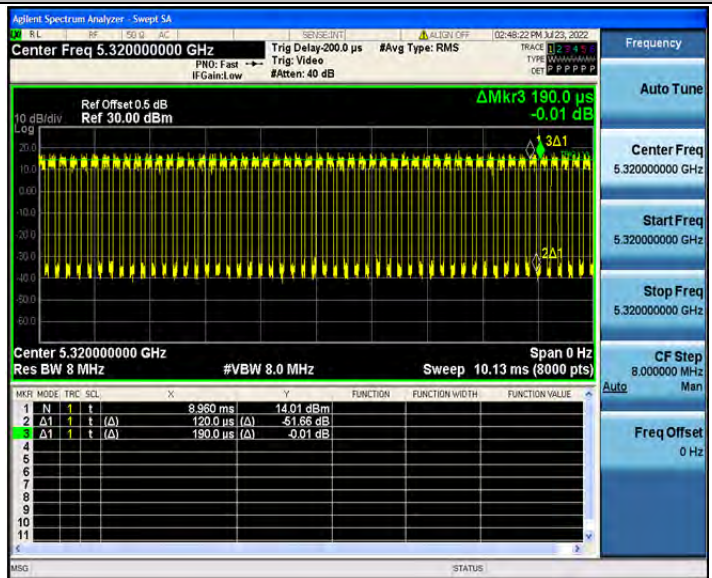 Agilent Spectrum Analyzer - Swept SA
RL RF 50 Ω AC SENSE:INT ALIGN OFF 02:48:22 PM Jul 23, 2022
Center Freq 5.320000000 GHz
PNO: Fast
IFGain:Low
Trig Delay-200.0 µs
Trig: Video
#Atten: 40 dB
#Avg Type: RMS
TRACE 1 2 3 4 5 6
TYPE W
DET P P P P P P
Ref Offset 0.5 dB
10 dB/div Ref 30.00 dBm
Log
ΔMkr3 190.0 µs
-0.01 dB
20.0
10.0
0.00
-10.0
-20.0
-30.0
-40.0
-50.0
-60.0
3Δ1
2Δ1
Center 5.320000000 GHz Span 0 Hz
Res BW 8 MHz #VBW 8.0 MHz Sweep 10.13 ms (8000 pts)
MKR MODE TRC SCL X Y FUNCTION FUNCTION WIDTH FUNCTION VALUE
1 N 1 t 8.960 ms 14.01 dBm
2 Δ1 1 t (Δ) 120.0 µs (Δ) -51.66 dB
3 Δ1 1 t (Δ) 190.0 µs (Δ) -0.01 dB
4
5
6
7
8
9
10
11
MSG STATUS
Frequency
Auto Tune
Center Freq
5.320000000 GHz
Start Freq
5.320000000 GHz
Stop Freq
5.320000000 GHz
CF Step
8.000000 MHz
Auto Man
Freq Offset
0 Hz